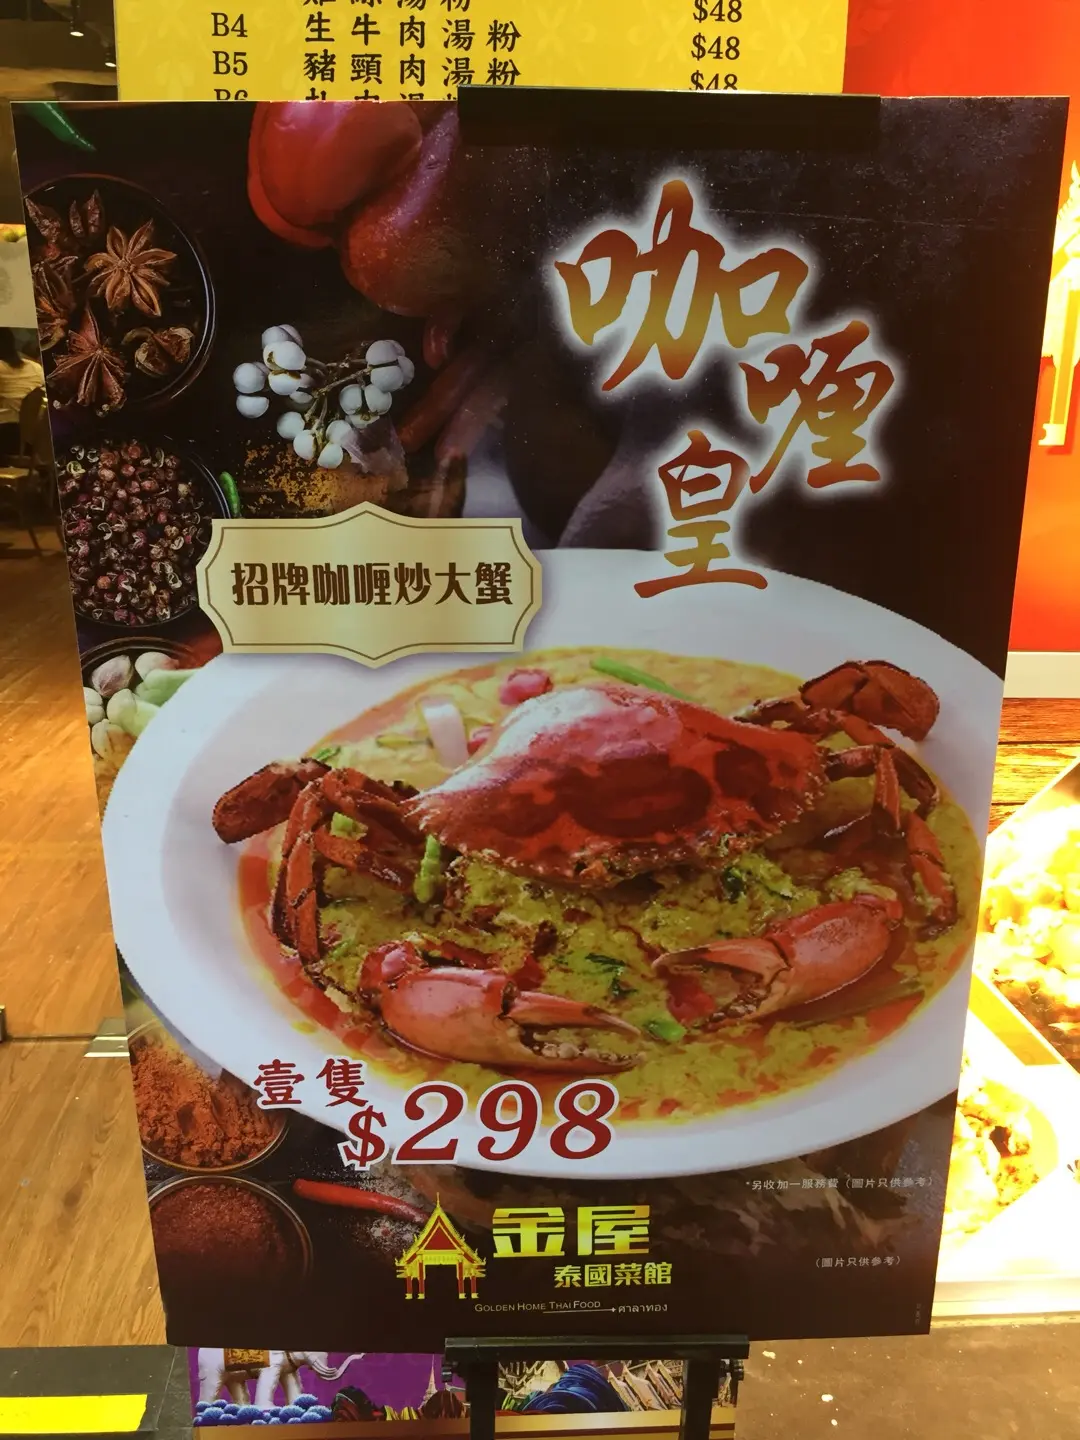 $48
B4 生牛肉湯粉 $48
B5 豬頸肉湯粉 $48
B6
咖喱皇
招牌咖喱炒大蟹
壹隻
$298
*另收加一服務費（圖片只供參考）
金屋
泰國菜館
GOLDEN HOME THAI FOOD ศาลาทอง
（圖片只供參考）